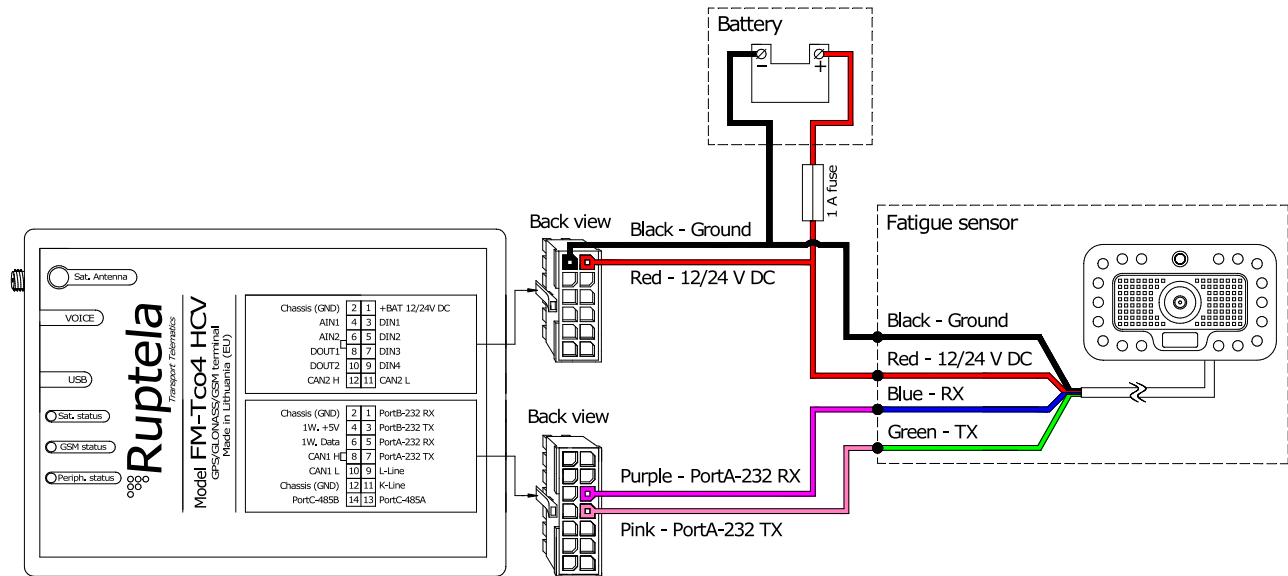 Battery
-
+
1 A fuse
Back view
Black - Ground
Red - 12/24 V DC
Fatigue sensor
Black - Ground
Red - 12/24 V DC
Blue - RX
Green - TX
Back view
Purple - PortA-232 RX
Pink - PortA-232 TX
Sat. Antenna
VOICE
USB
Sat. status
GSM status
Periph. status
Ruptela
Transport Telematics
Model FM-Tco4 HCV
GPS/GLONASS/GSM terminal
Made in Lithuania (EU)
Chassis (GND) 2 1 +BAT 12/24V DC
AIN1 4 3 DIN1
AIN2 6 5 DIN2
DOUT1 8 7 DIN3
DOUT2 10 9 DIN4
CAN2 H 12 11 CAN2 L
Chassis (GND) 2 1 PortB-232 RX
1W. +5V 4 3 PortB-232 TX
1W. Data 6 5 PortA-232 RX
CAN1 H 8 7 PortA-232 TX
CAN1 L 10 9 L-Line
Chassis (GND) 12 11 K-Line
PortC-485B 14 13 PortC-485A